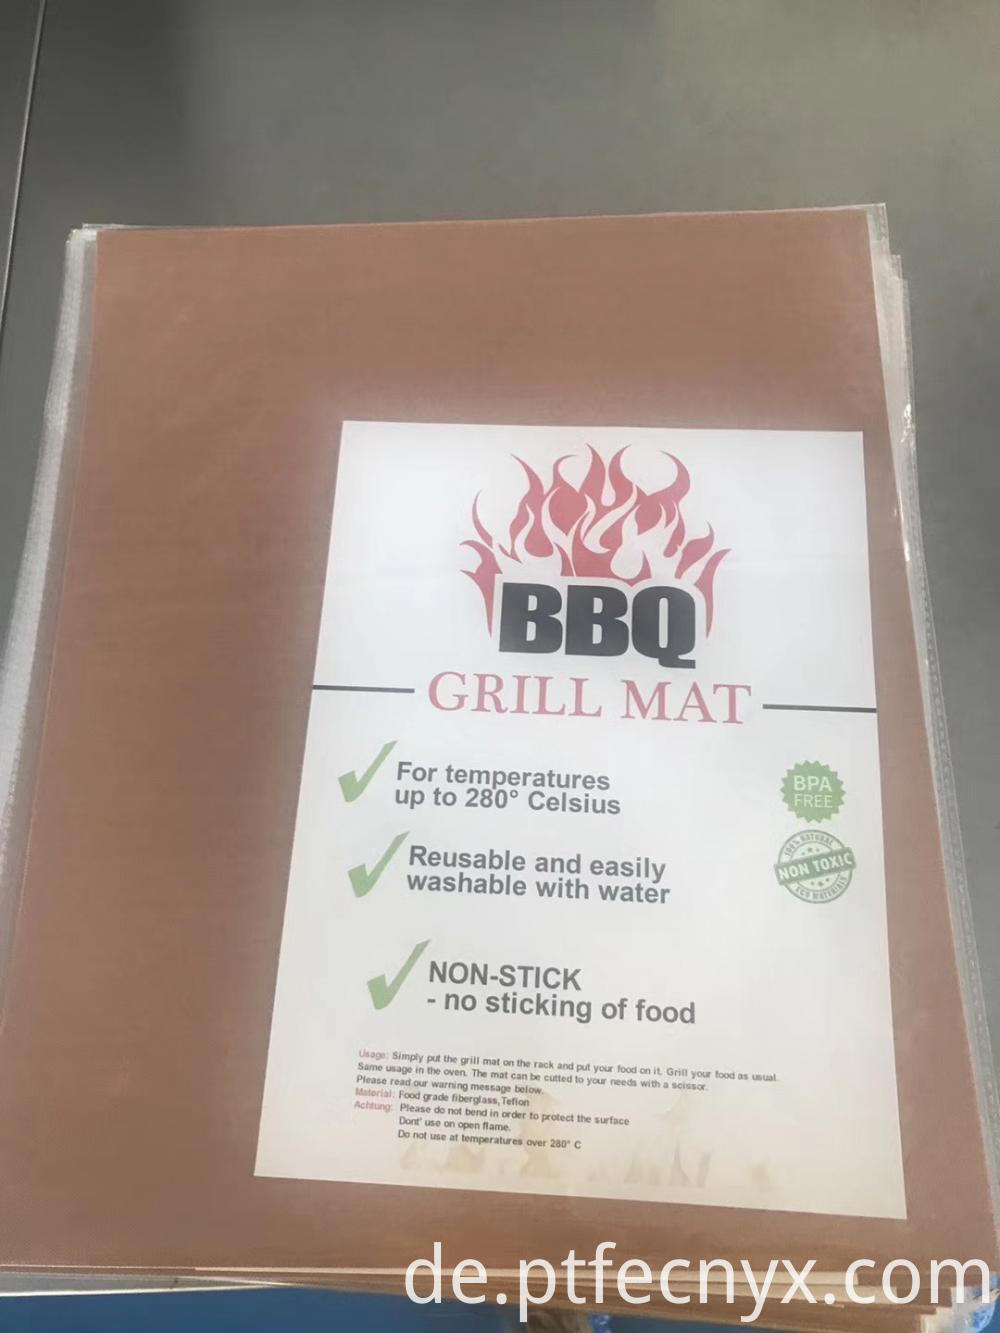 BBQ
GRILL MAT
For temperatures
up to 280° Celsius
BPA
FREE
Reusable and easily
washable with water
100% NATURAL
NON TOXIC
ECO MATERIALS
NON-STICK
- no sticking of food
Usage: Simply put the grill mat on the rack and put your food on it. Grill your food as usual.
Same usage in the oven. The mat can be cutted to your needs with a scissor.
Please read our warning message below.
Material: Food grade fiberglass,Teflon
Achtung: Please do not bend in order to protect the surface
Dont' use on open flame.
Do not use at temperatures over 280° C
de.ptfecnyx.com